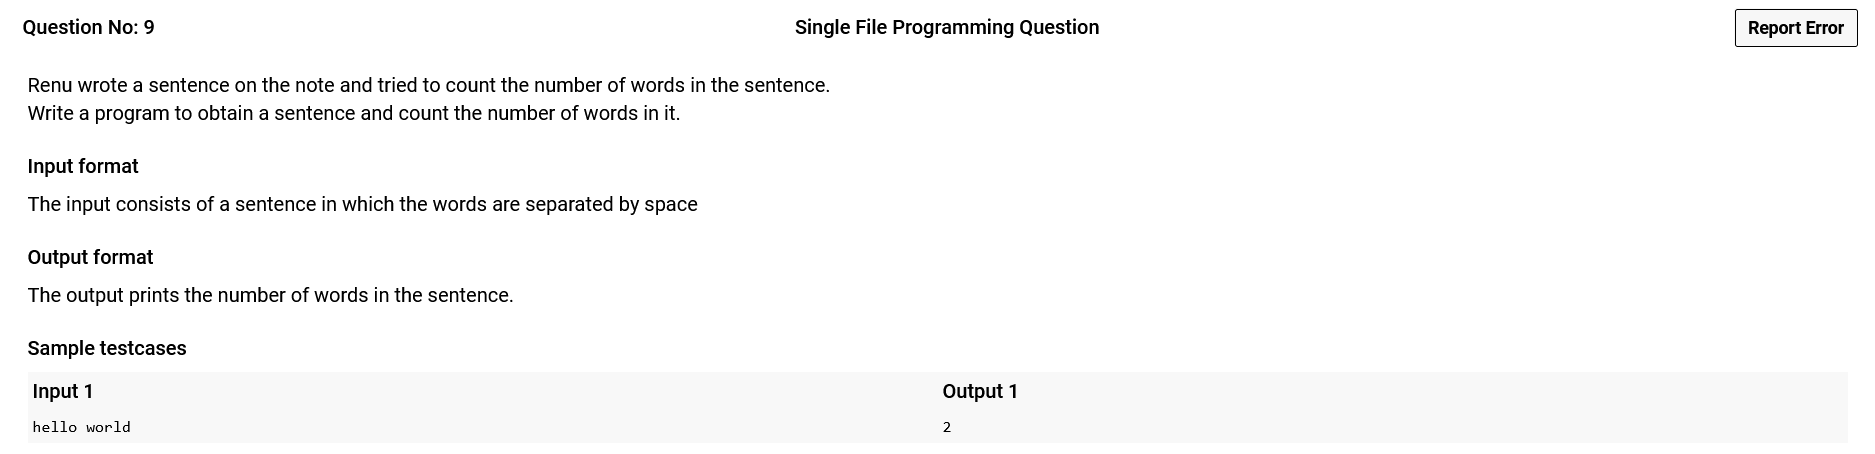 Question No: 9
Single File Programming Question
Report Error
Renu wrote a sentence on the note and tried to count the number of words in the sentence.
Write a program to obtain a sentence and count the number of words in it.
Input format
The input consists of a sentence in which the words are separated by space
Output format
The output prints the number of words in the sentence.
Sample testcases
Input 1
Output 1
hello world
2